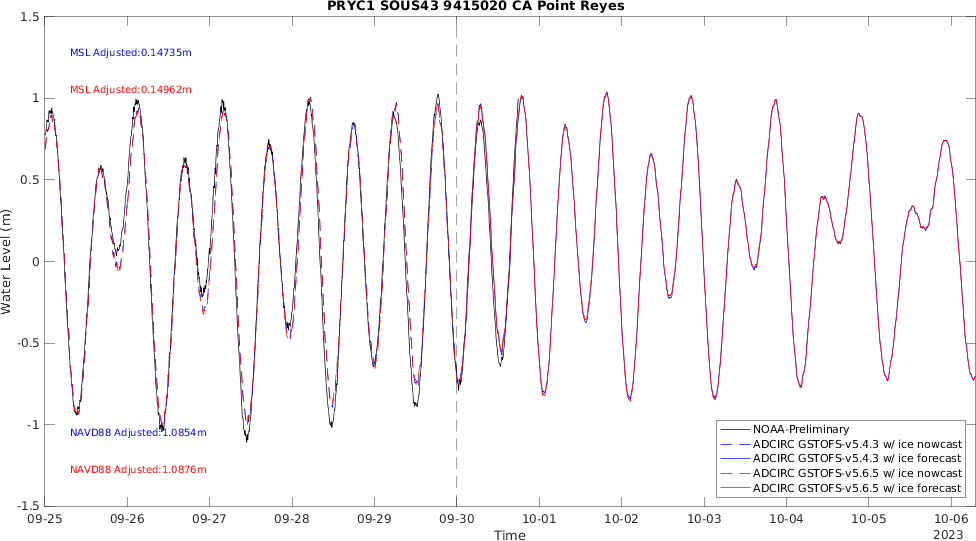 PRYC1 SOUS43 9415020 CA Point Reyes
1.5
1
0.5
0
-0.5
-1
-1.5
Water Level (m)
MSL Adjusted:0.14735m
MSL Adjusted:0.14962m
NAVD88 Adjusted:1.0854m
NAVD88 Adjusted:1.0876m
NOAA-Preliminary
ADCIRC GSTOFS-v5.4.3 w/ ice nowcast
ADCIRC GSTOFS-v5.4.3 w/ ice forecast
ADCIRC GSTOFS-v5.6.5 w/ ice nowcast
ADCIRC GSTOFS-v5.6.5 w/ ice forecast
09-25 09-26 09-27 09-28 09-29 09-30 10-01 10-02 10-03 10-04 10-05 10-06
Time
2023